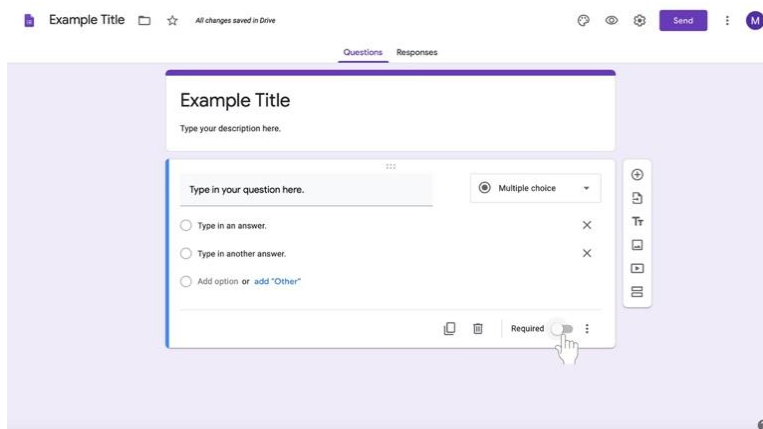 Example Title
All changes saved in Drive
Send
M
Questions
Responses
Example Title
Type your description here.
Type in your question here.
Multiple choice
Type in an answer.
Type in another answer.
Add option or add "Other"
Required
Tт